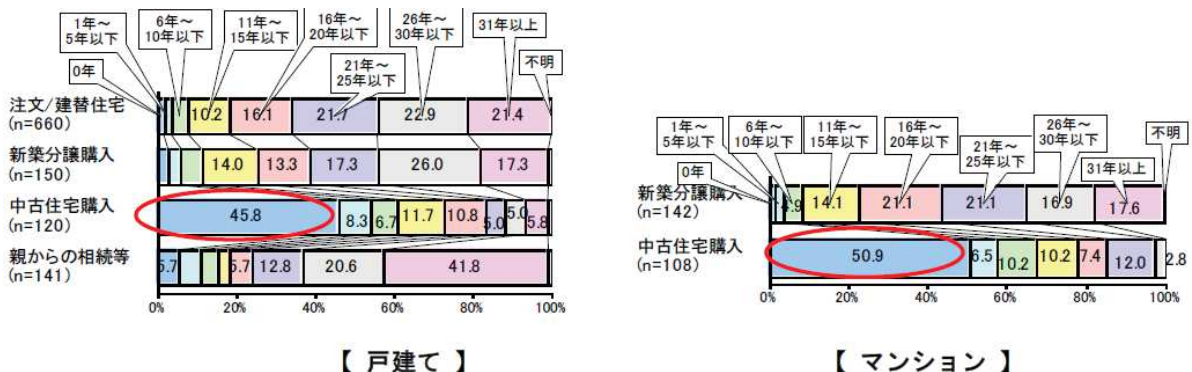 1年～
5年以下
6年～
10年以下
11年～
15年以下
16年～
20年以下
26年～
30年以下
31年以上
0年
21年～
25年以下
不明
注文/建替住宅
(n=660)
10.2 16.1 21.7 22.9 21.4
新築分譲購入
(n=150)
14.0 13.3 17.3 26.0 17.3
中古住宅購入
(n=120)
45.8 8.3 6.7 11.7 10.8 5.0 5.0 5.8
親からの相続等
(n=141)
5.7 5.7 12.8 20.6 41.8
0% 20% 40% 60% 80% 100%
【 戸建て 】
1年～
5年以下
6年～
10年以下
11年～
15年以下
16年～
20年以下
21年～
25年以下
26年～
30年以下
不明
0年
31年以上
新築分譲購入
(n=142)
4.9 14.1 21.1 21.1 16.9 17.6
中古住宅購入
(n=108)
50.9 6.5 10.2 10.2 7.4 12.0 2.8
0% 20% 40% 60% 80% 100%
【 マンション 】